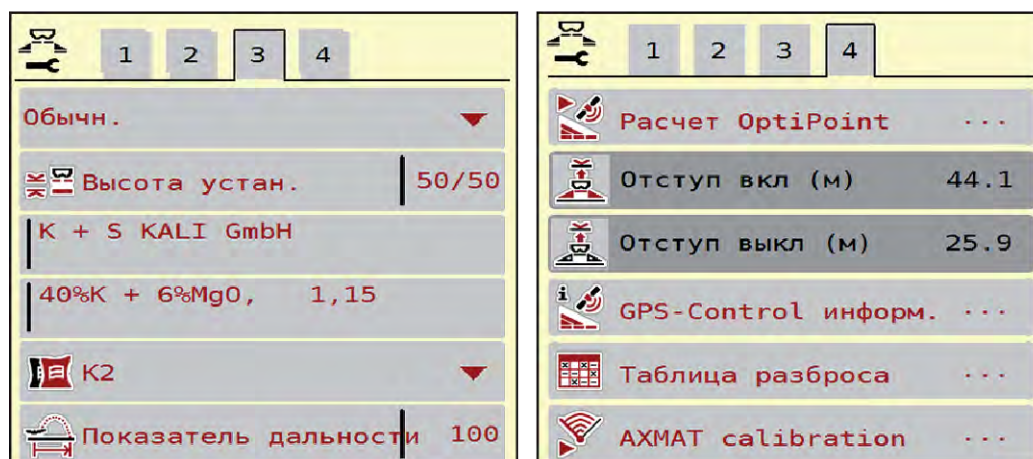 1 2 3 4
Обычн.
Высота устан. 50/50
K + S KALI GmbH
40%K + 6%MgO, 1,15
K2
Показатель дальности 100
1 2 3 4
Расчет OptiPoint ...
Отступ вкл (м) 44.1
Отступ выкл (м) 25.9
i
GPS-Control информ. ...
Таблица разброса ...
AXMAT calibration ...